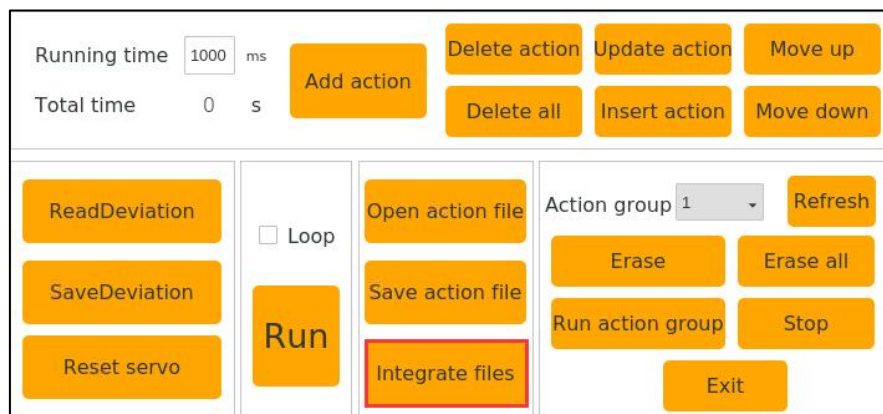 Running time 1000 ms
Total time 0 s
Add action
Delete action Update action Move up
Delete all Insert action Move down
ReadDeviation
SaveDeviation
Reset servo
Loop
Run
Open action file
Save action file
Integrate files
Action group 1 Refresh
Erase Erase all
Run action group Stop
Exit